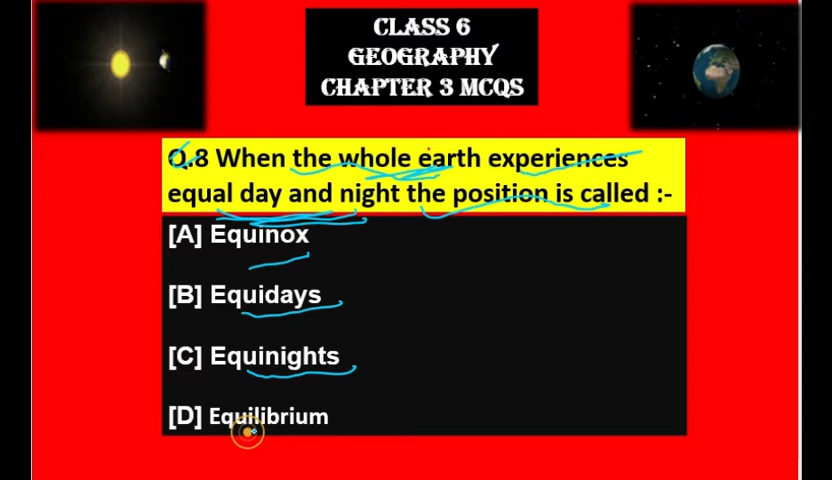 CLASS 6
GEOGRAPHY
CHAPTER 3 MCQS
Q.8 When the whole earth experiences
equal day and night the position is called :-
[A] Equinox
[B] Equidays
[C] Equinights
[D] Equilibrium